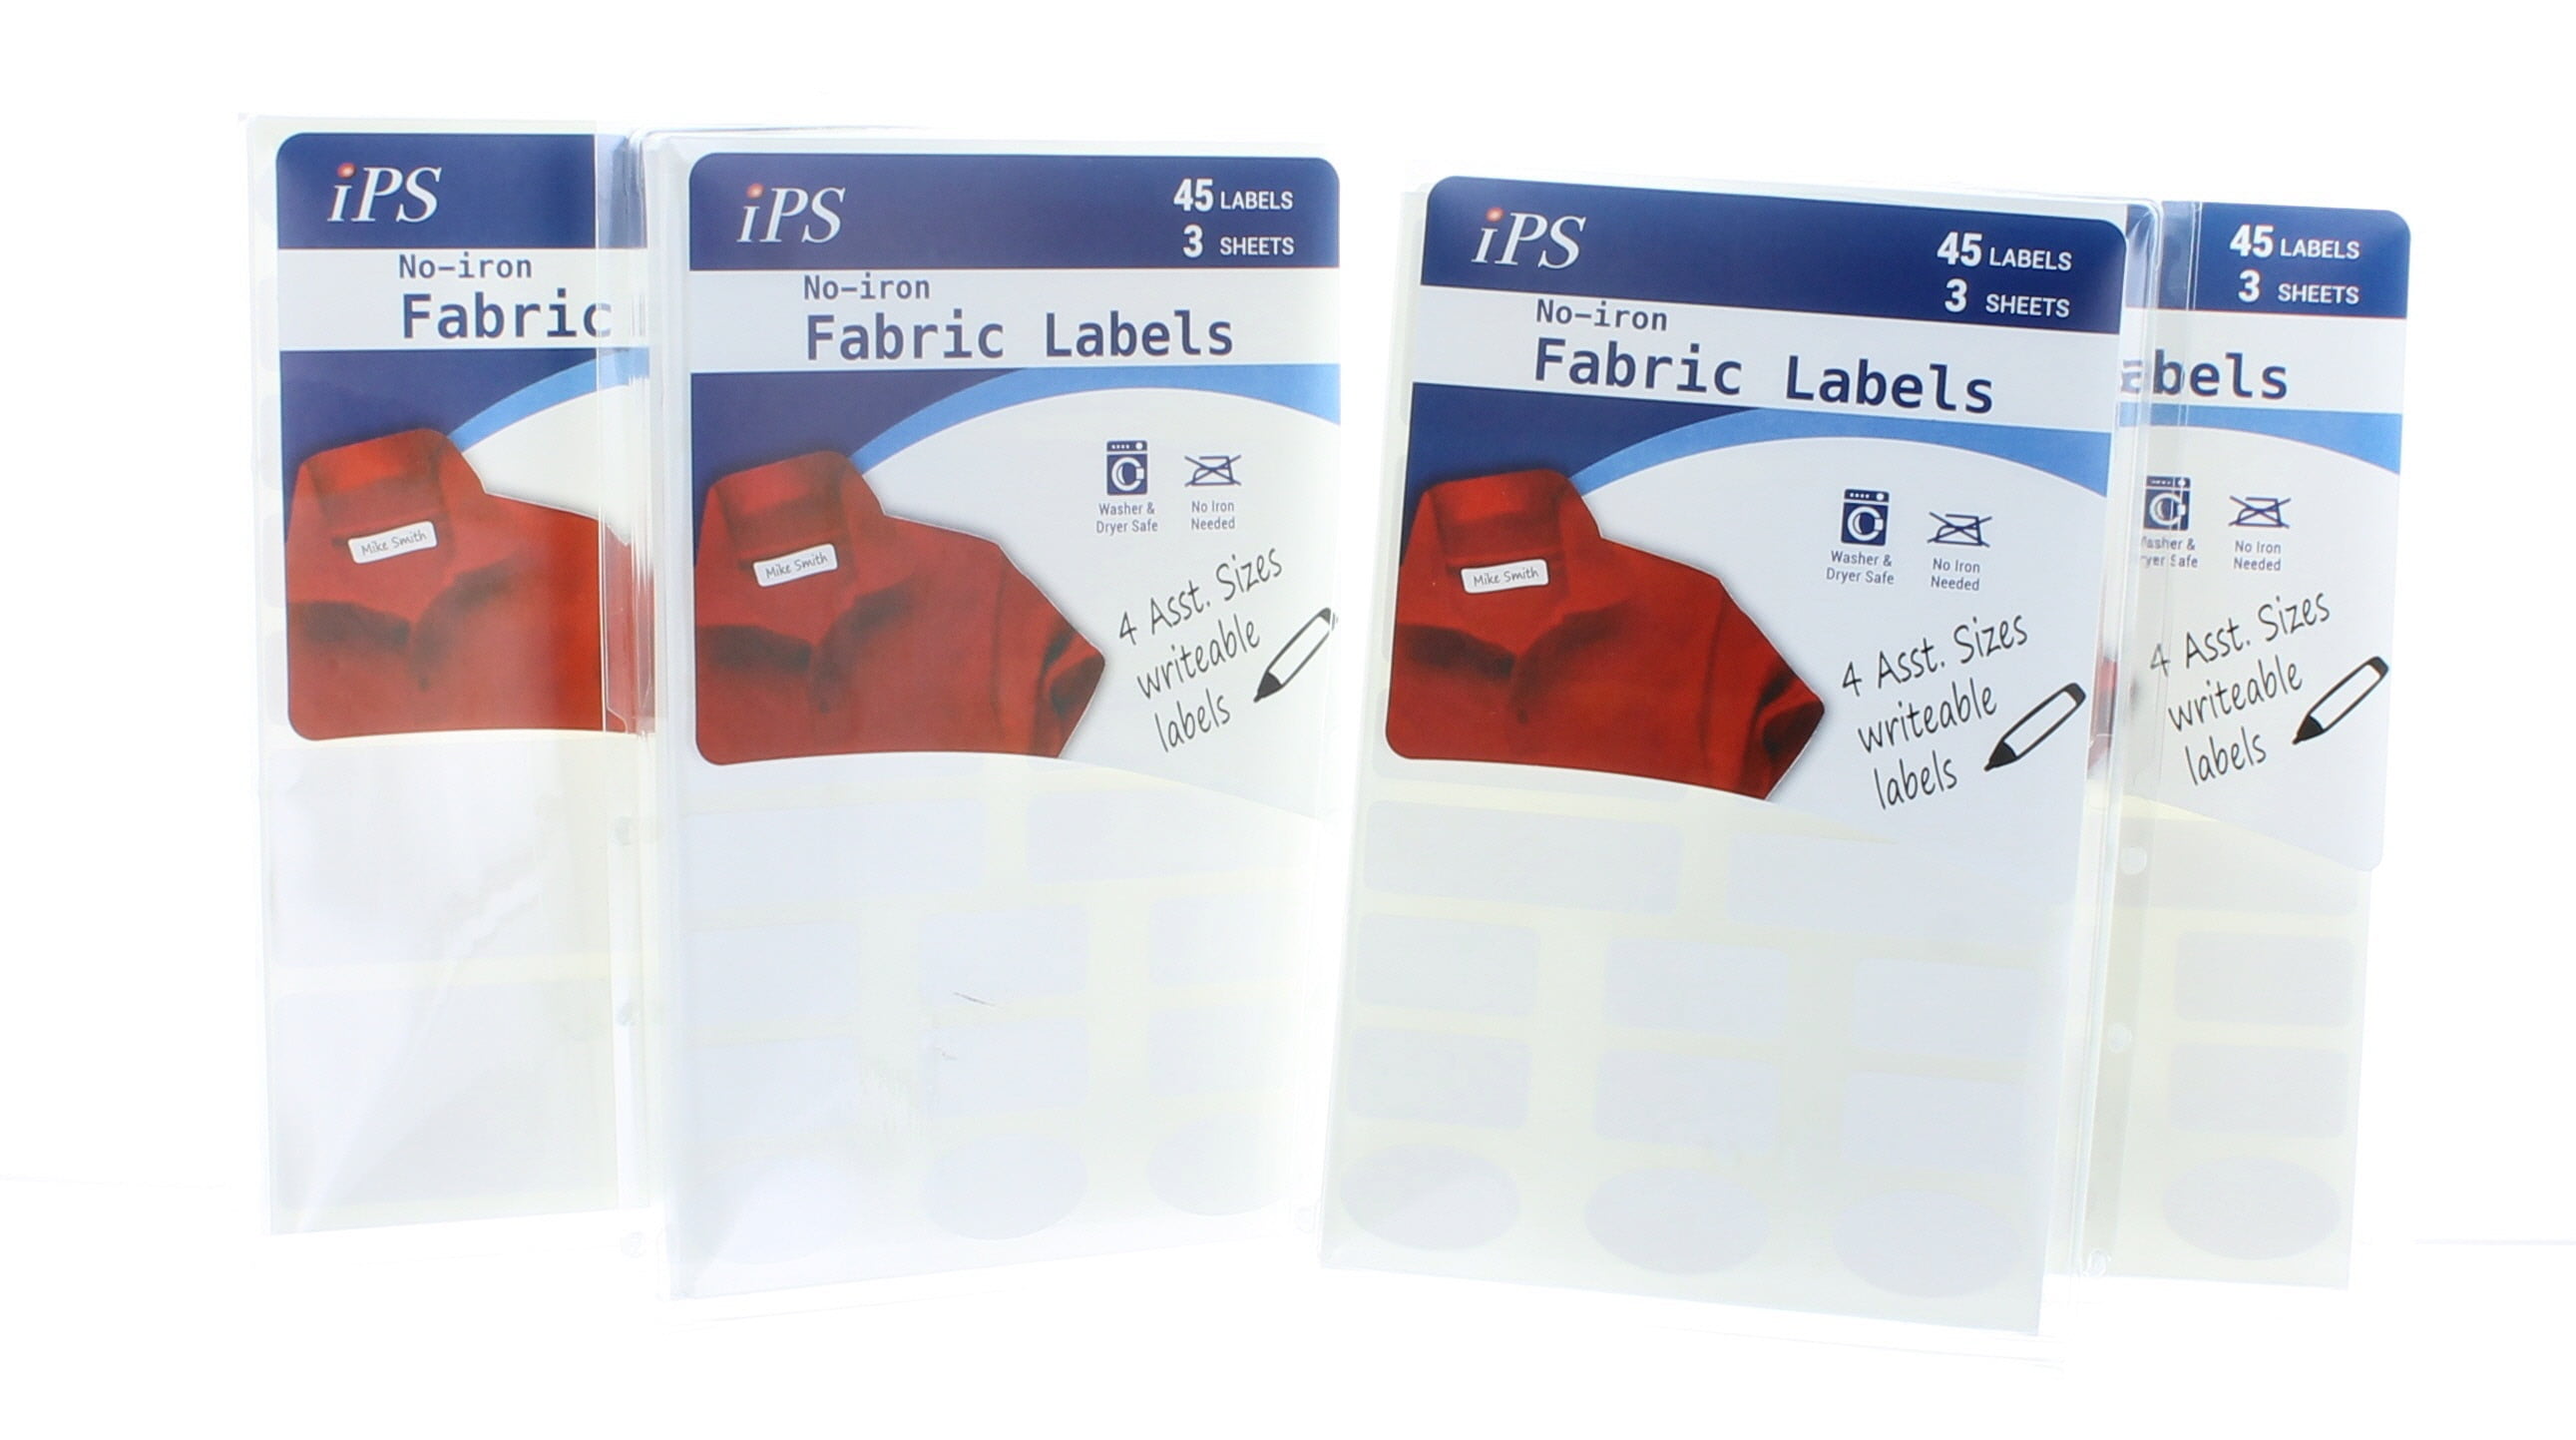 iPS
No-iron
Fabric
Mike Smith
iPS
45 LABELS
3 SHEETS
No-iron
Fabric Labels
Mike Smith
Washer &
Dryer Safe
No Iron
Needed
4 Asst. Sizes
writeable
labels
iPS
45 LABELS
3 SHEETS
No-iron
Fabric Labels
Mike Smith
Washer &
Dryer Safe
No Iron
Needed
4 Asst. Sizes
writeable
labels
45 LABELS
3 SHEETS
abels
asher &
ryer Safe
No Iron
Needed
4 Asst. Sizes
writeable
labels